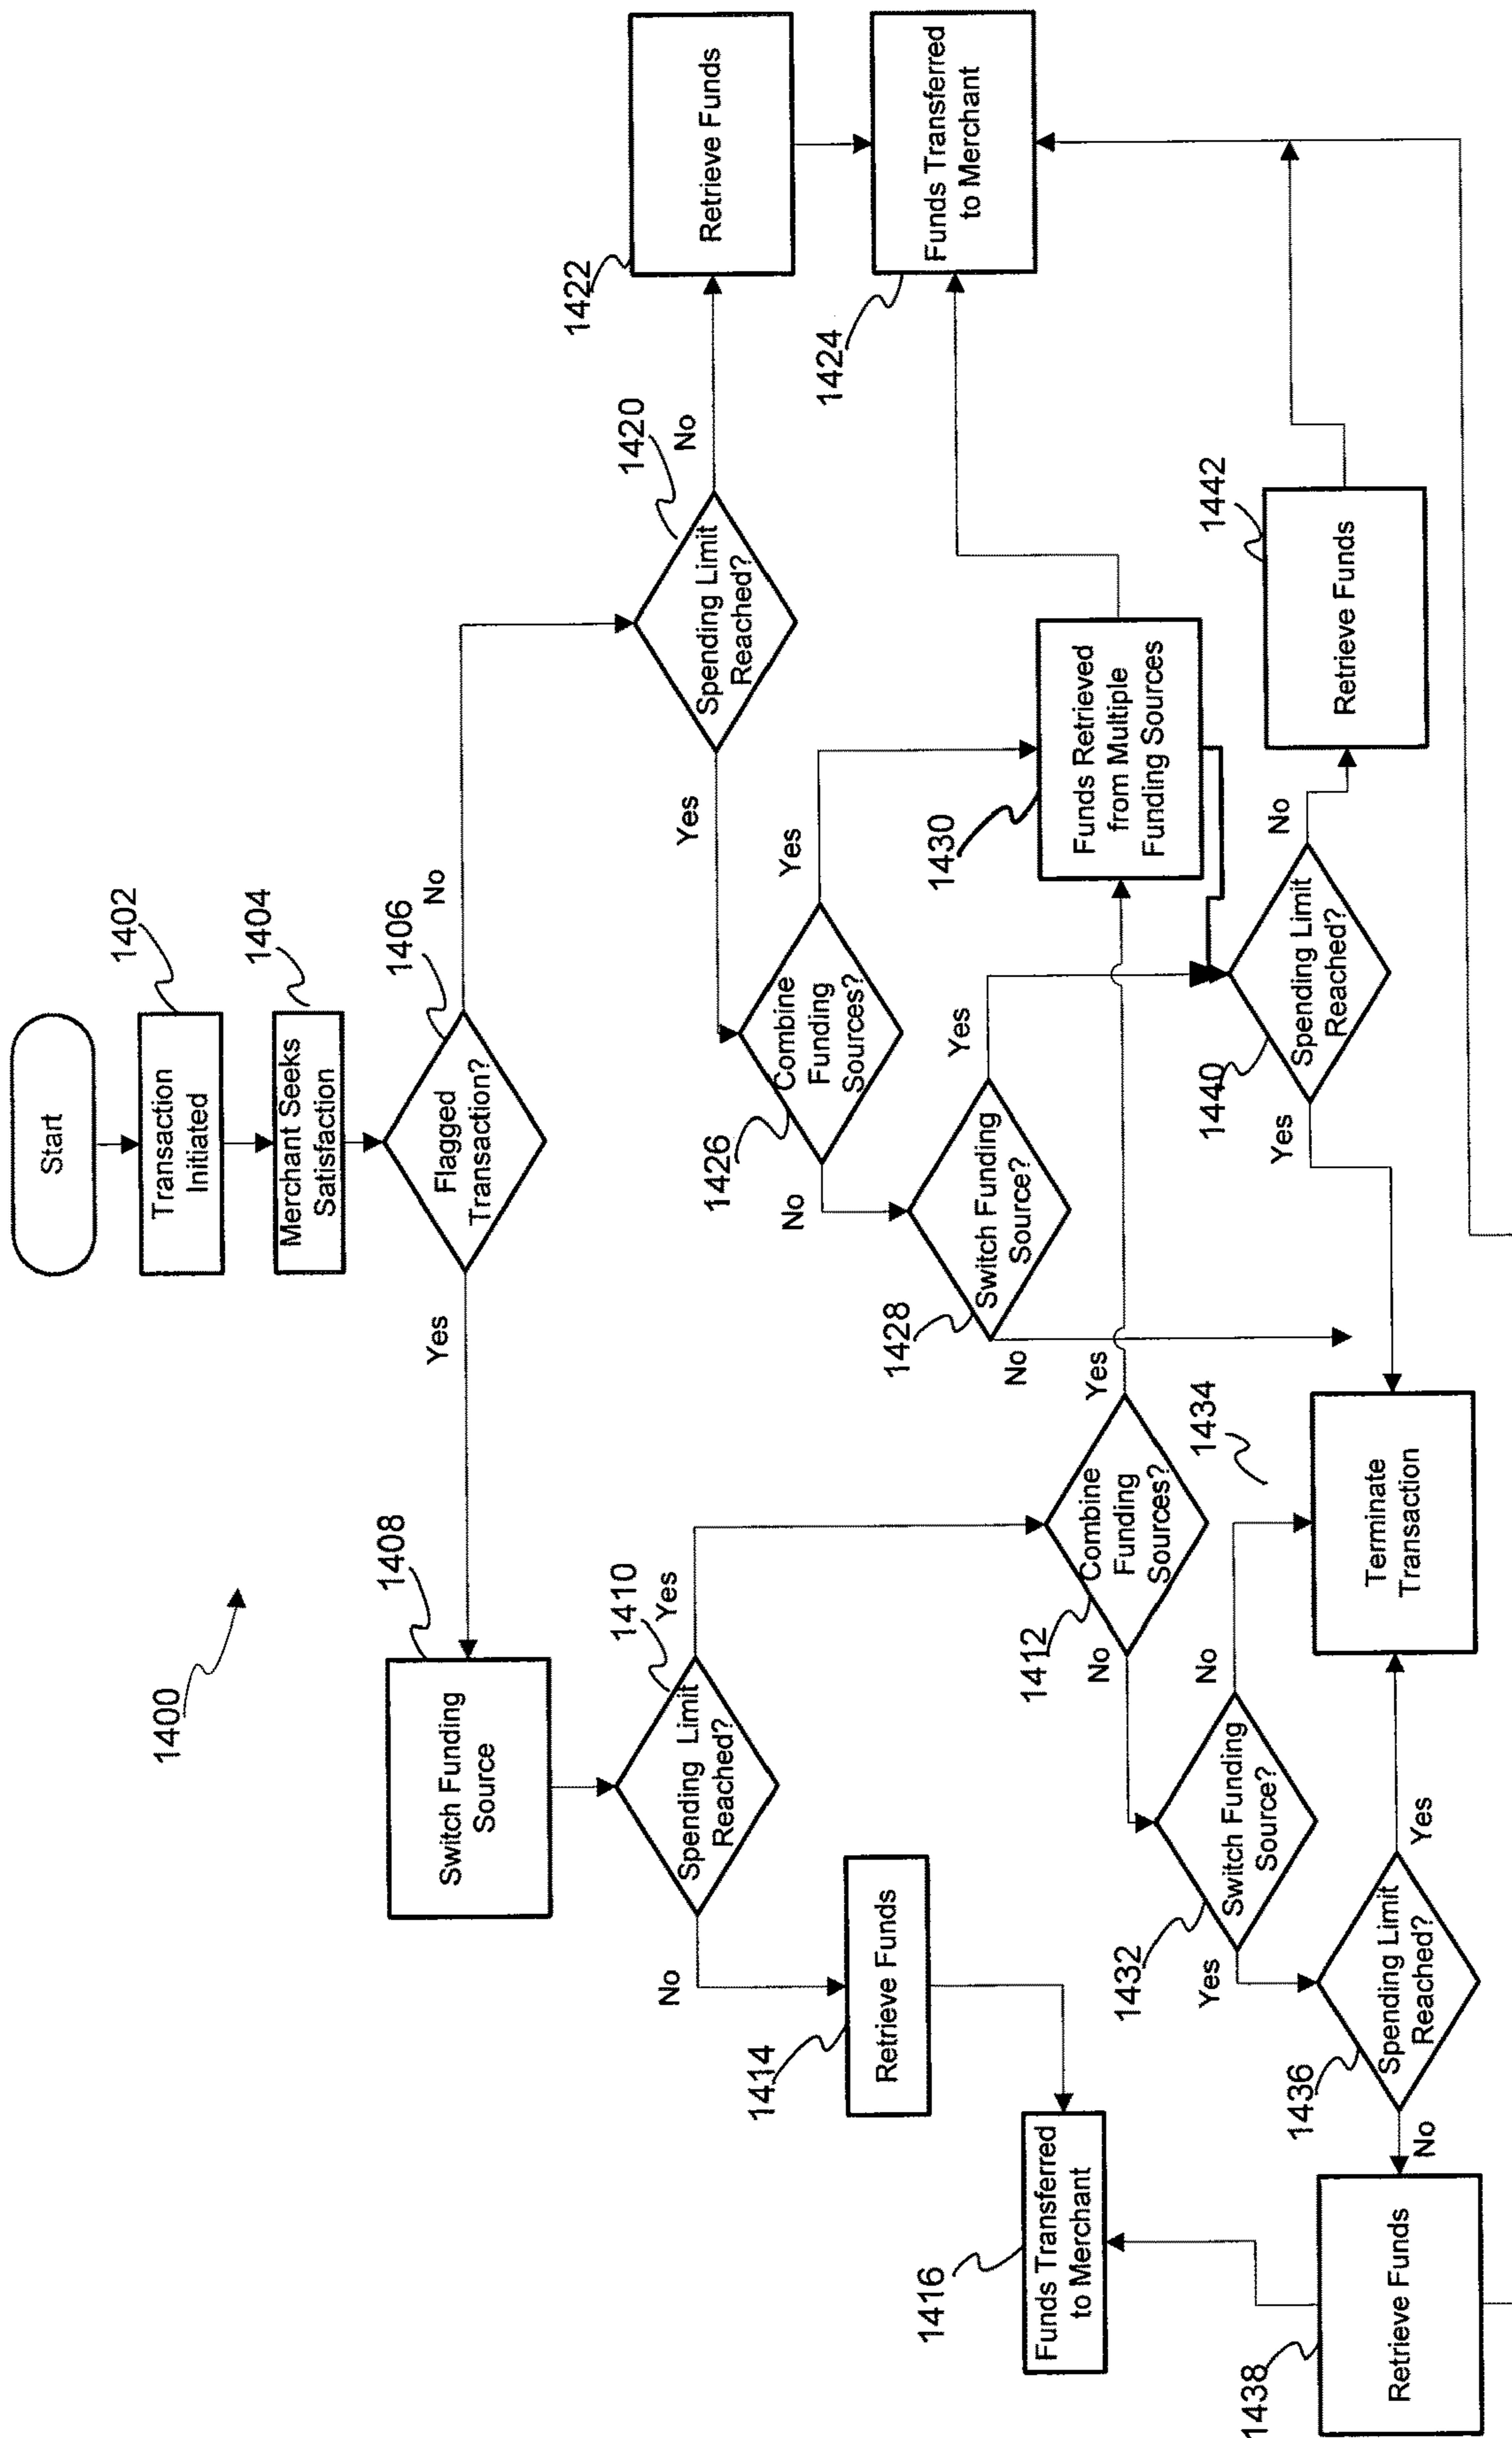 1400
Start
Transaction
Initiated
1402
Merchant Seeks
Satisfaction
1404
Flagged
Transaction?
1406
Yes
No
Switch Funding
Source
1408
Spending Limit
Reached?
1410
No
Yes
Retrieve Funds
1414
Funds Transferred
to Merchant
1416
Combine
Funding
Sources?
1412
No
Yes
Switch Funding
Source?
1432
Yes
No
Spending Limit
Reached?
1436
No
Yes
Retrieve Funds
1438
Terminate
Transaction
1434
Spending Limit
Reached?
1420
Yes
No
Retrieve Funds
1422
Funds Transferred
to Merchant
1424
Combine
Funding
Sources?
1426
No
Yes
Switch Funding
Source?
1428
No
Yes
Funds Retrieved
from Multiple
Funding Sources
1430
Spending Limit
Reached?
1440
Yes
No
Retrieve Funds
1442